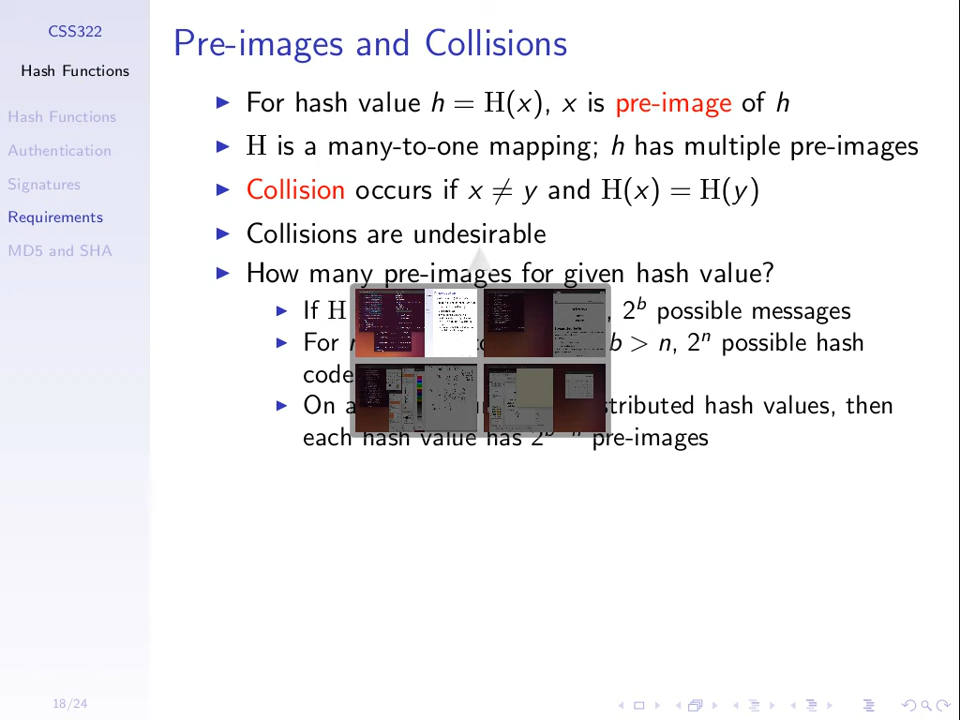 CSS322
Hash Functions
Hash Functions
Authentication
Signatures
Requirements
MD5 and SHA
18/24
Pre-images and Collisions
For hash value h = H(x), x is pre-image of h
H is a many-to-one mapping; h has multiple pre-images
Collision occurs if x ≠ y and H(x) = H(y)
Collisions are undesirable
How many pre-images for given hash value?
If H , 2^b possible messages
For b > n, 2^n possible hash
code
On a stributed hash values, then
each hash value has 2^{b-n} pre-images